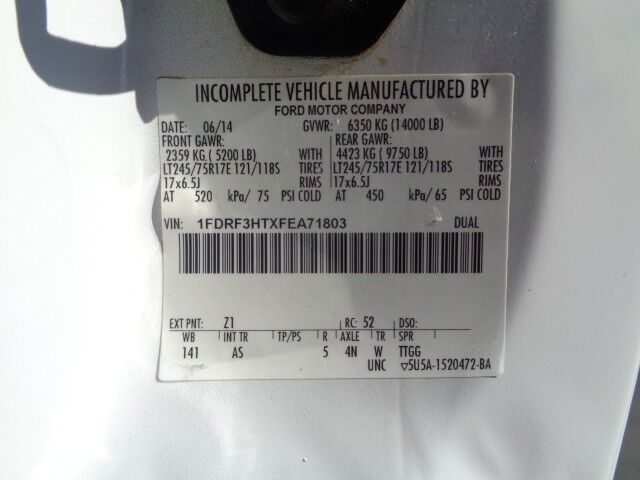 INCOMPLETE VEHICLE MANUFACTURED BY
FORD MOTOR COMPANY
DATE: 06/14 GVWR: 6350 KG (14000 LB)
FRONT GAWR: REAR GAWR:
2359 KG ( 5200 LB) WITH 4423 KG ( 9750 LB) WITH
LT245/75R17E 121/118S TIRES LT245/75R17E 121/118S TIRES
17x6.5J RIMS 17x6.5J RIMS
AT 520 kPa/ 75 PSI COLD AT 450 kPa/ 65 PSI COLD
VIN: 1FDRF3HTXFEA71803 DUAL
EXT PNT: Z1 RC: 52 DSO:
WB INT TR TP/PS R AXLE TR SPR
141 AS 5 4N W TTGG
UNC ▽5U5A-1520472-BA